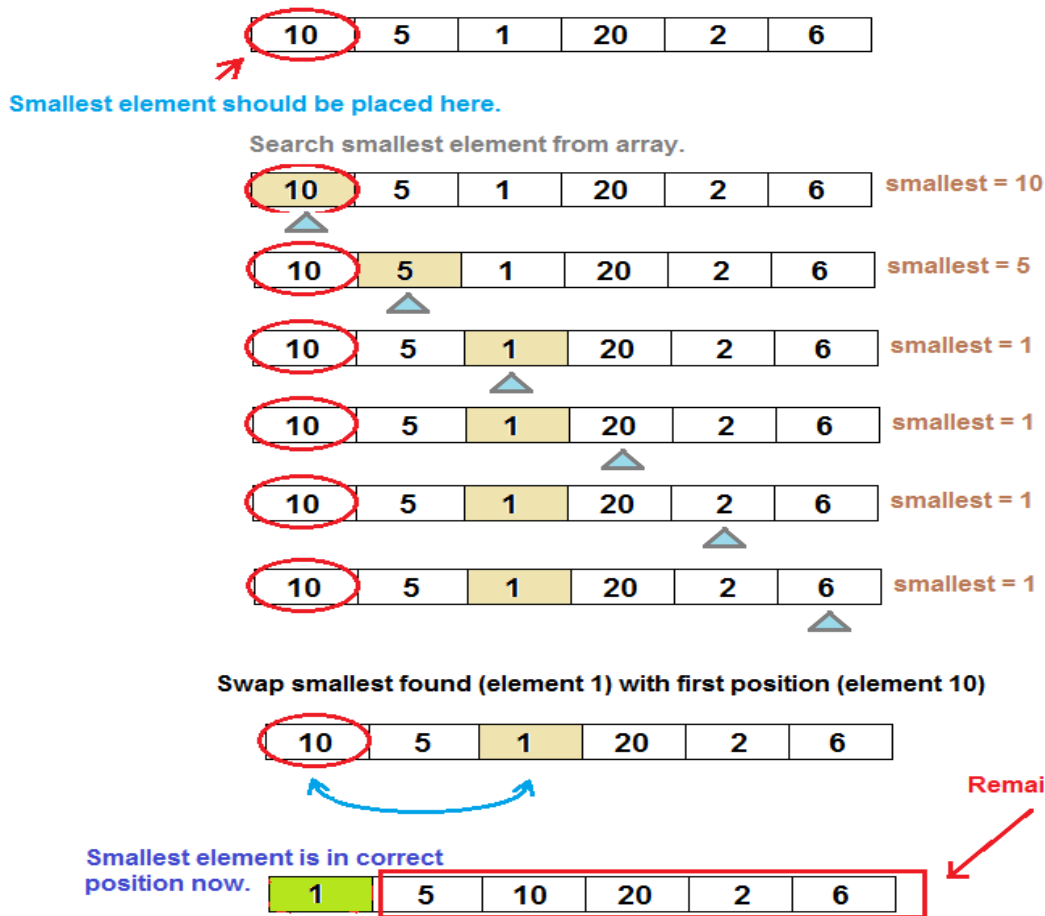 10 5 1 20 2 6
Smallest element should be placed here.
Search smallest element from array.
10 5 1 20 2 6 smallest = 10
10 5 1 20 2 6 smallest = 5
10 5 1 20 2 6 smallest = 1
10 5 1 20 2 6 smallest = 1
10 5 1 20 2 6 smallest = 1
10 5 1 20 2 6 smallest = 1
Swap smallest found (element 1) with first position (element 10)
10 5 1 20 2 6
Smallest element is in correct
position now.
1 5 10 20 2 6